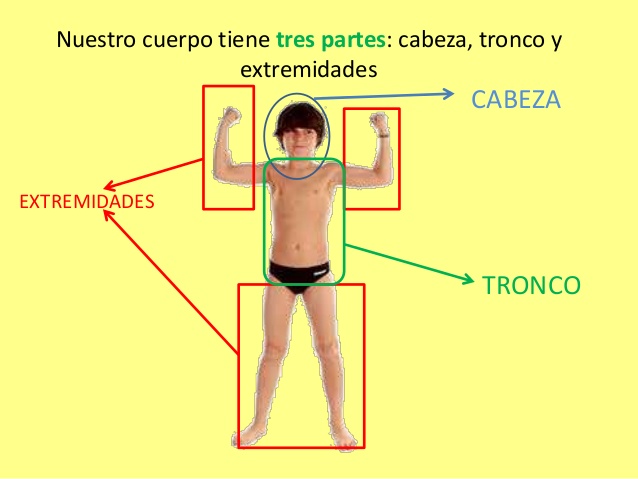 Nuestro cuerpo tiene tres partes: cabeza, tronco y
extremidades
CABEZA
EXTREMIDADES
TRONCO